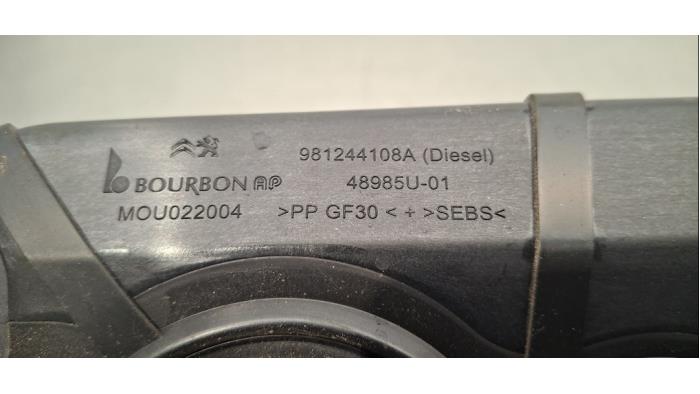 981244108A (Diesel)
BOURBON AP 48985U-01
MOU022004 >PP GF30 < + >SEBS<